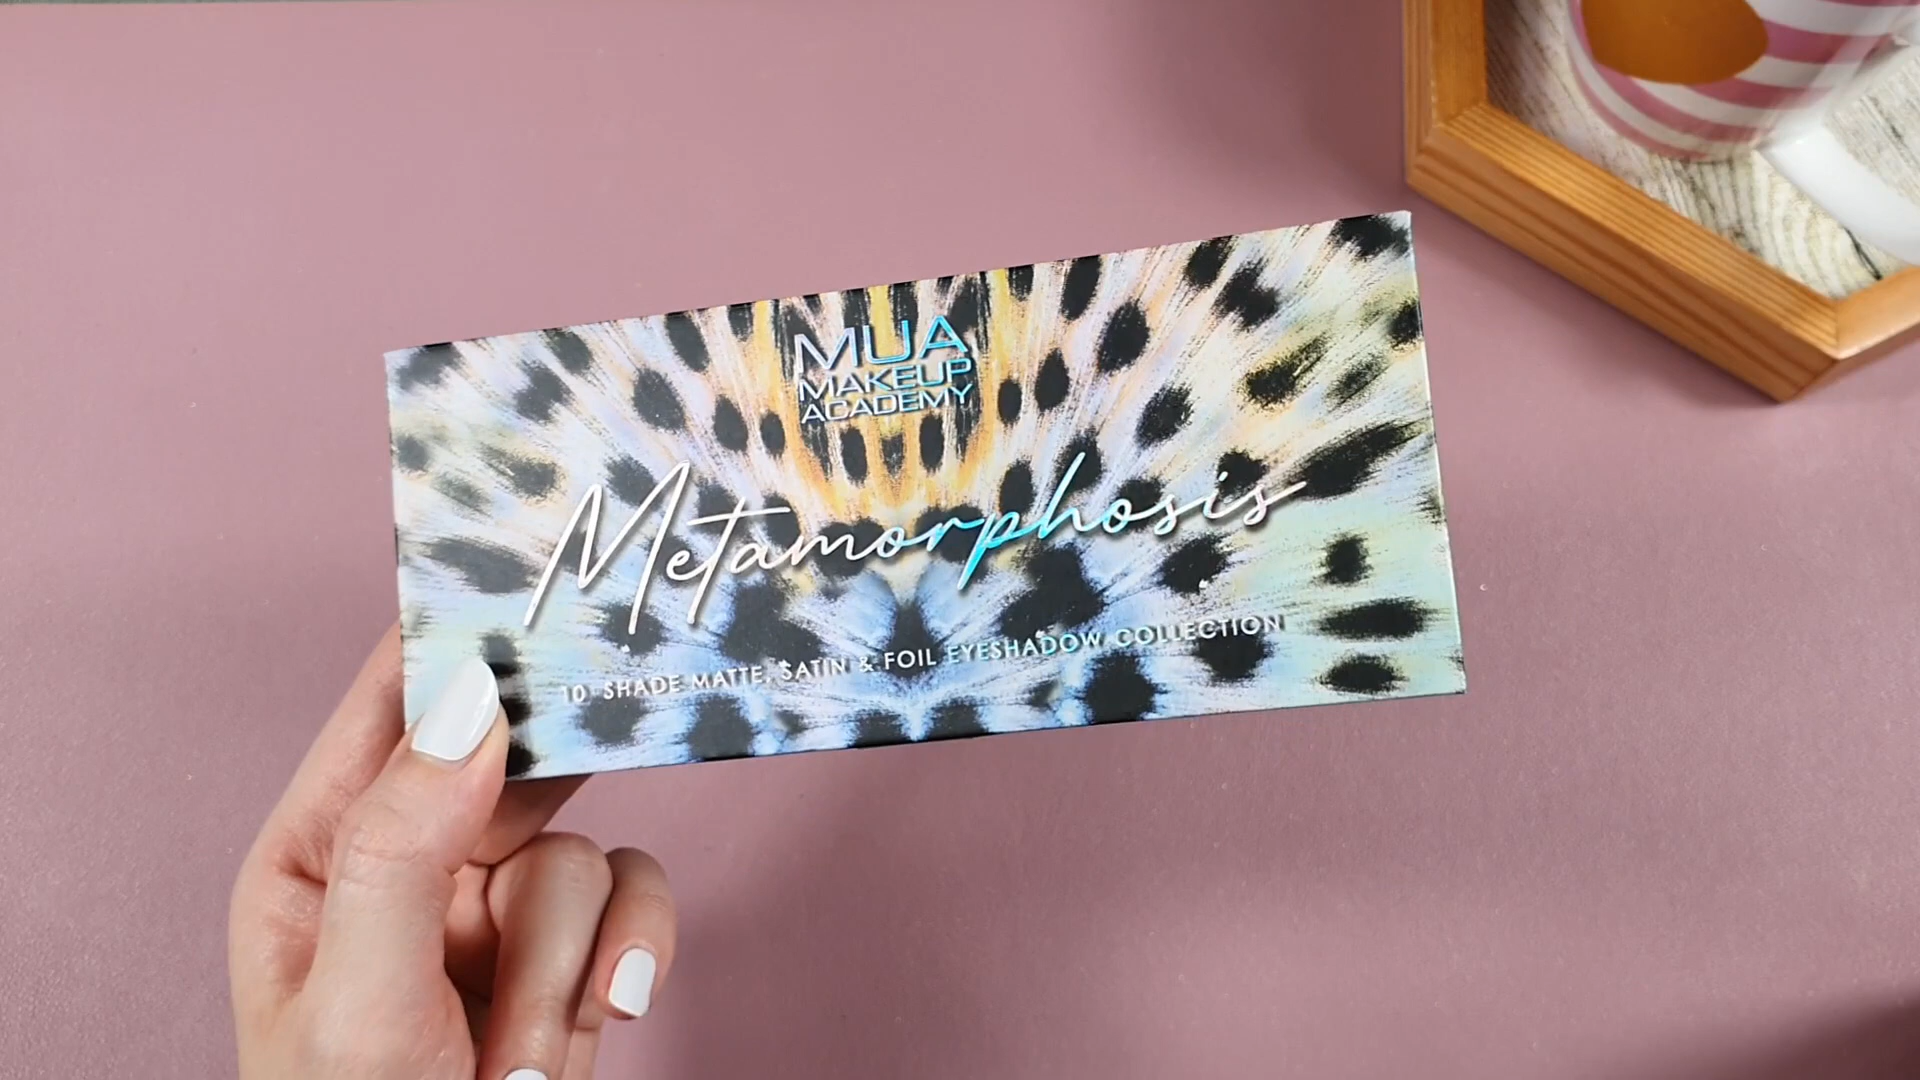 MUA
MAKEUP
ACADEMY
Metamorphosis
10 SHADE MATTE, SATIN & FOIL EYESHADOW COLLECTION